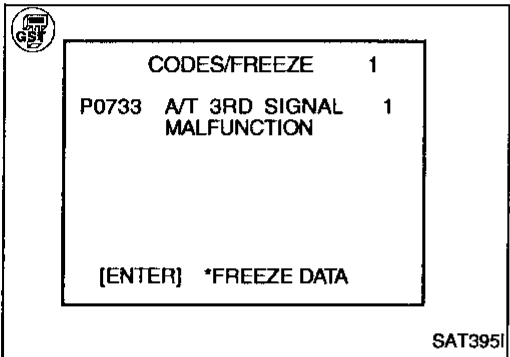 GST
CODES/FREEZE 1
P0733 A/T 3RD SIGNAL 1
MALFUNCTION
[ENTER] *FREEZE DATA
SAT395I